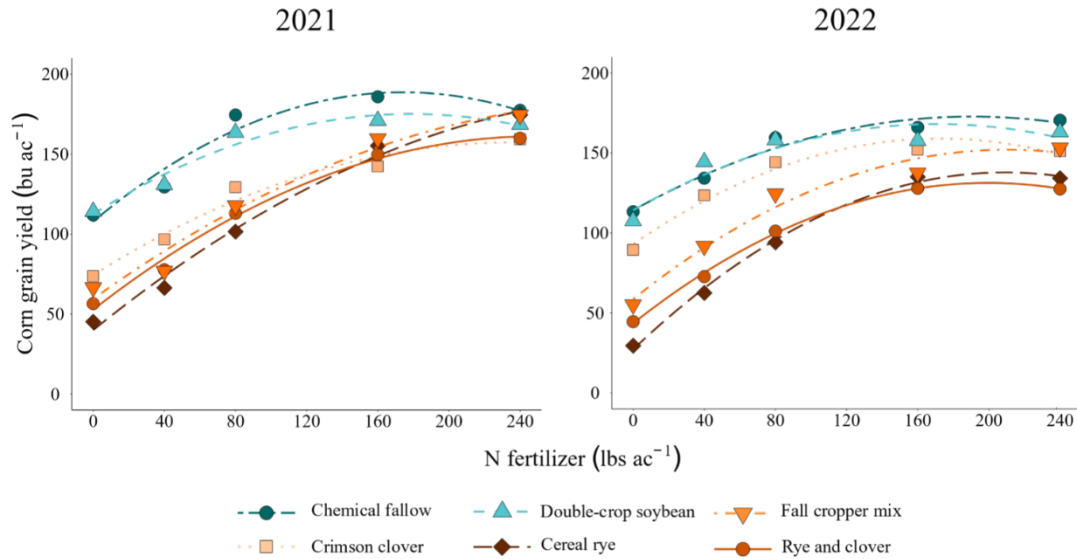 2021 2022
200 200
150 150
100 100
50 50
0 0
0 40 80 120 160 200 240 0 40 80 120 160 200 240
Corn grain yield (bu ac⁻¹)
N fertilizer (lbs ac⁻¹)
Chemical fallow Double-crop soybean Fall cropper mix
Crimson clover Cereal rye Rye and clover